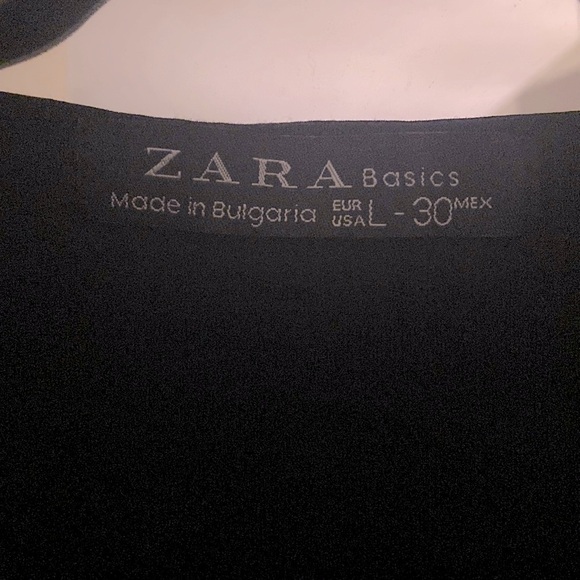 ZARA Basics
Made in Bulgaria EUR USA L - 30 MEX